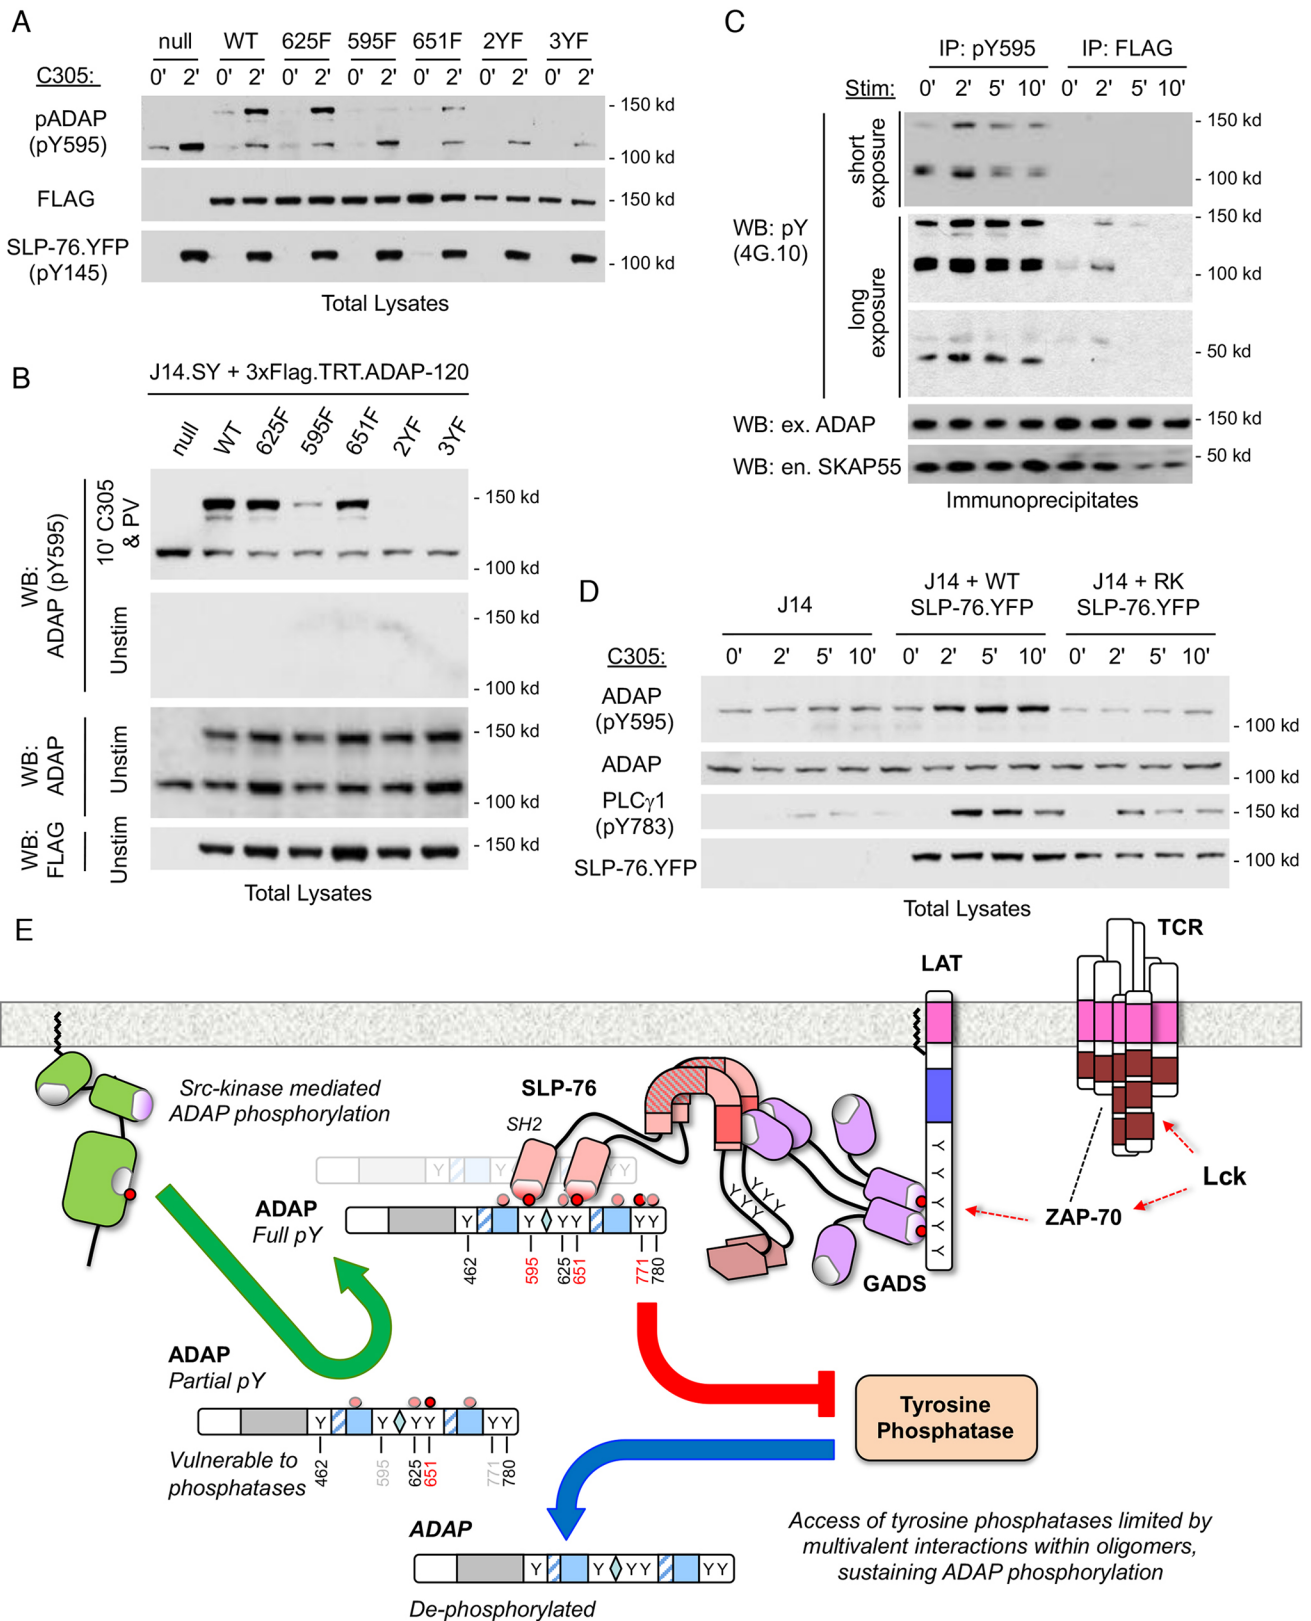 A
null WT 625F 595F 651F 2YF 3YF
C305: 0' 2' 0' 2' 0' 2' 0' 2' 0' 2' 0' 2' 0' 2'
pADAP
(pY595)
- 150 kd
- 100 kd
FLAG
- 150 kd
SLP-76.YFP
(pY145)
- 100 kd
Total Lysates
B
J14.SY + 3xFlag.TRT.ADAP-120
null WT 625F 595F 651F 2YF 3YF
WB:
ADAP (pY595)
10' C305
& PV
- 150 kd
- 100 kd
Unstim
- 150 kd
- 100 kd
WB:
ADAP
Unstim
- 150 kd
- 100 kd
WB:
FLAG
Unstim
- 150 kd
Total Lysates
C
IP: pY595 IP: FLAG
Stim: 0' 2' 5' 10' 0' 2' 5' 10'
WB: pY
(4G.10)
short
exposure
- 150 kd
- 100 kd
long
exposure
- 150 kd
- 100 kd
- 50 kd
WB: ex. ADAP
- 150 kd
WB: en. SKAP55
- 50 kd
Immunoprecipitates
D
J14
J14 + WT
SLP-76.YFP
J14 + RK
SLP-76.YFP
C305: 0' 2' 5' 10' 0' 2' 5' 10' 0' 2' 5' 10'
ADAP
(pY595)
- 100 kd
ADAP
- 100 kd
PLCγ1
(pY783)
- 150 kd
SLP-76.YFP
- 100 kd
Total Lysates
E
TCR
LAT
Src-kinase mediated
ADAP phosphorylation
SLP-76
SH2
Y Y Y Y
Y Y Y
Y Y Y
Y Y Y Y Y
Lck
ZAP-70
GADS
ADAP
Full pY
Y Y Y Y Y Y
462 595 625 651 771 780
ADAP
Partial pY
Y Y Y Y Y Y
462 595 625 651 771 780
Vulnerable to
phosphatases
Tyrosine
Phosphatase
ADAP
Y Y Y Y Y Y
De-phosphorylated
Access of tyrosine phosphatases limited by
multivalent interactions within oligomers,
sustaining ADAP phosphorylation